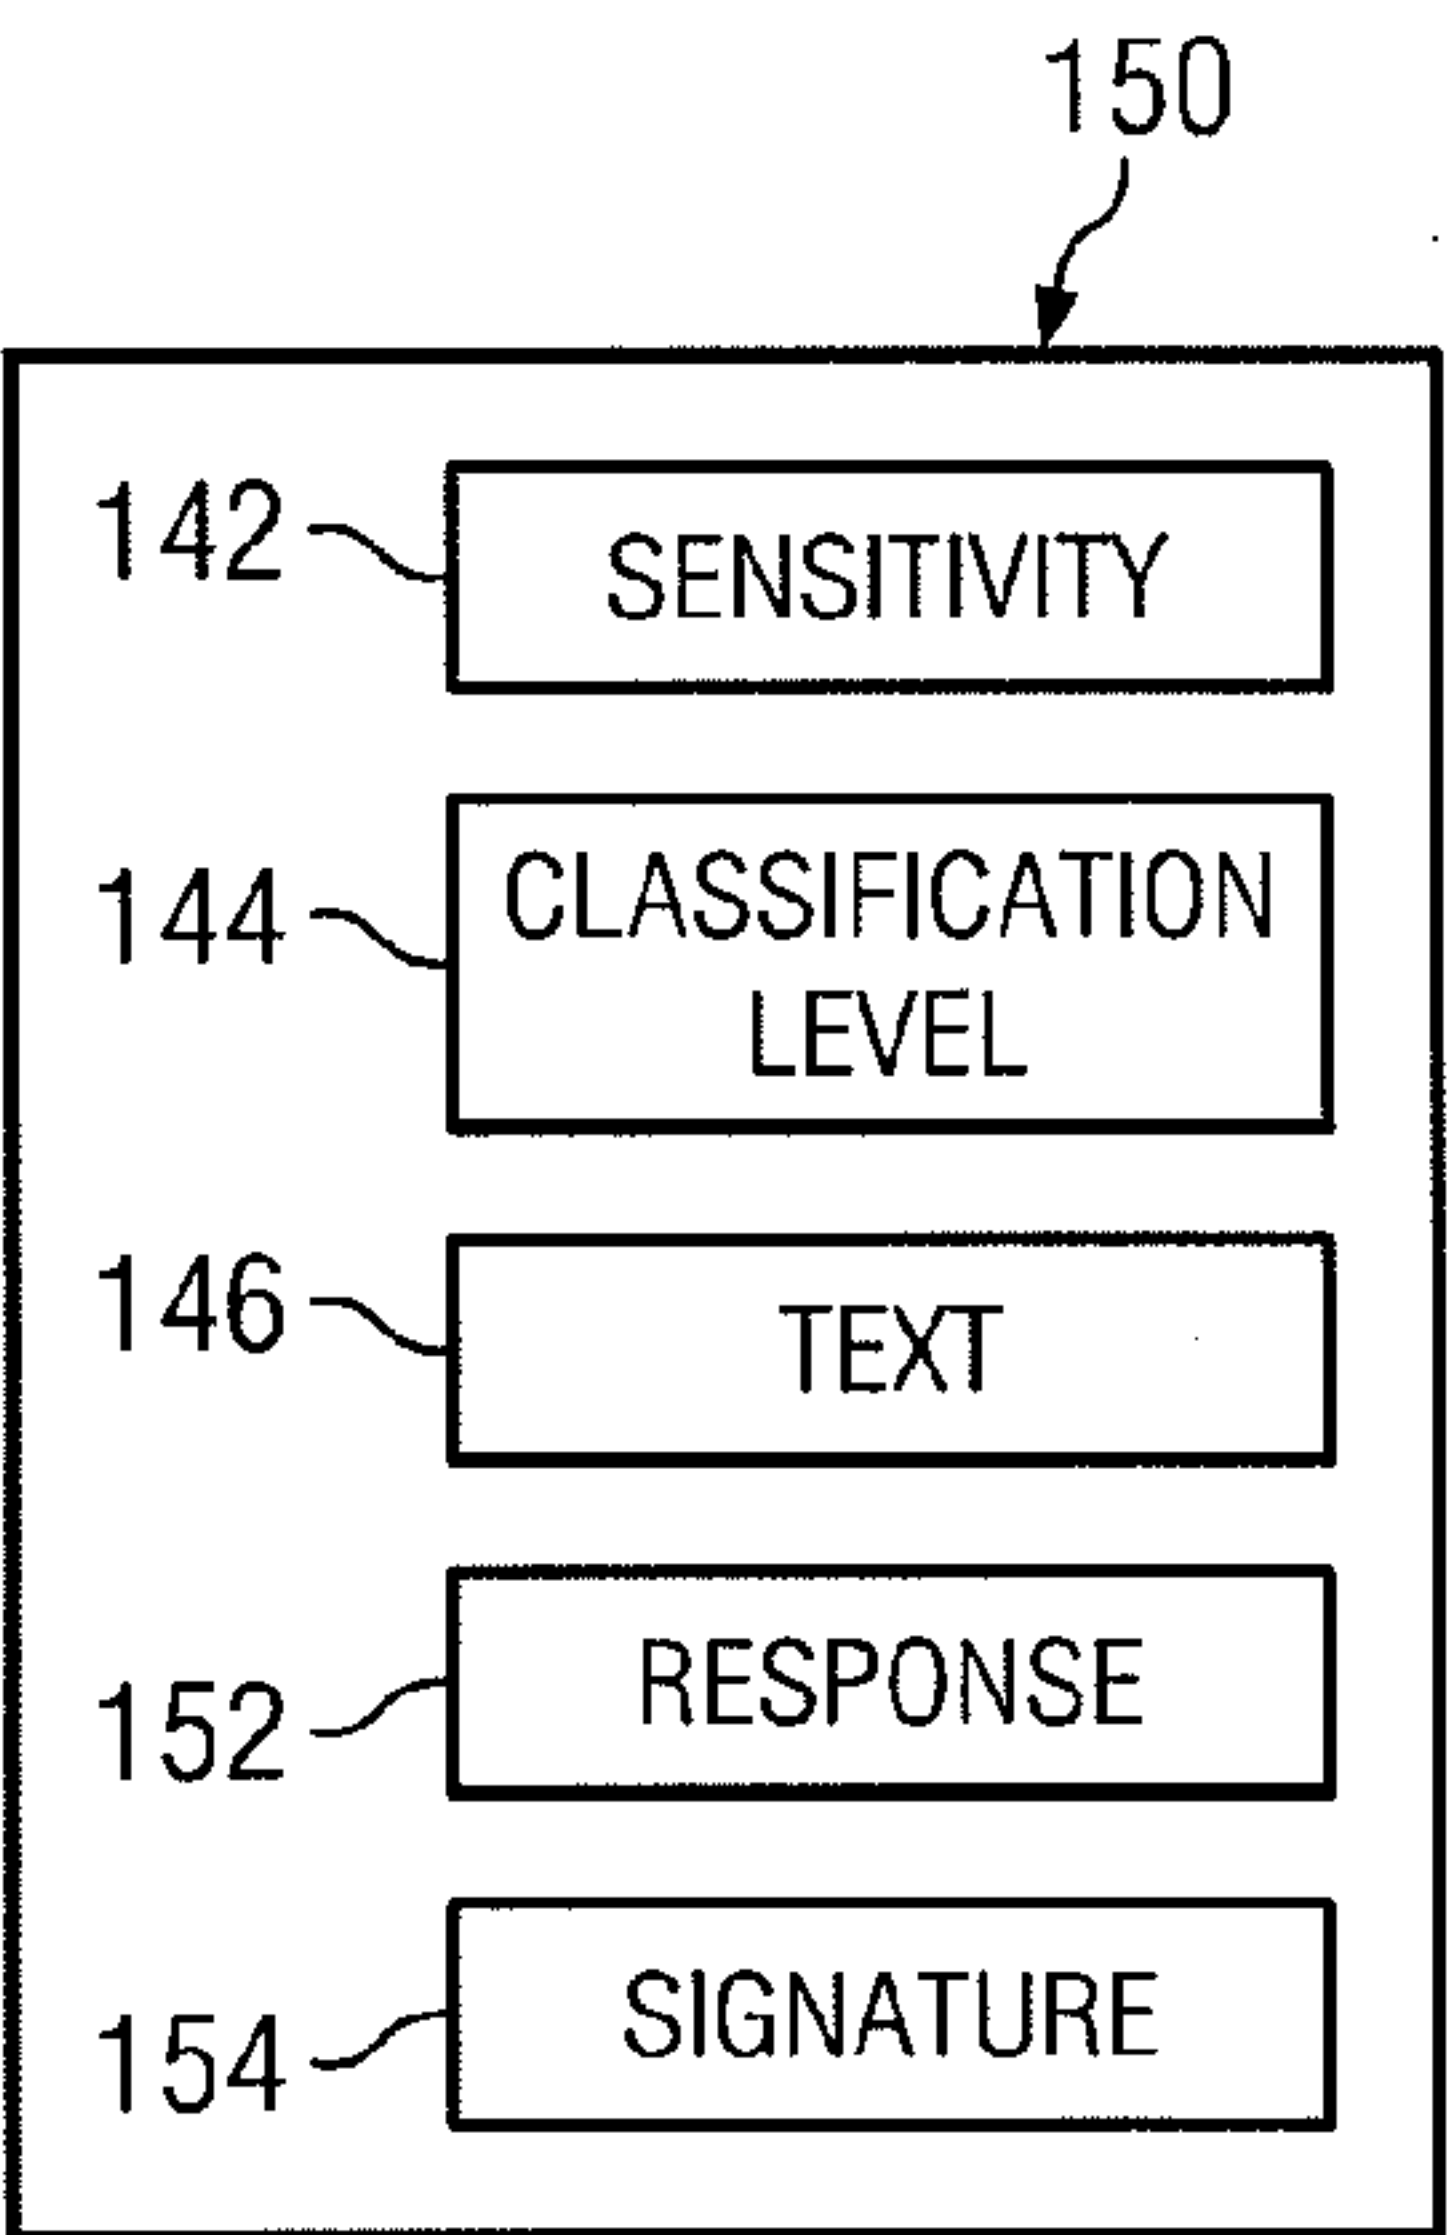 150
142 SENSITIVITY
144 CLASSIFICATION
LEVEL
146 TEXT
152 RESPONSE
154 SIGNATURE